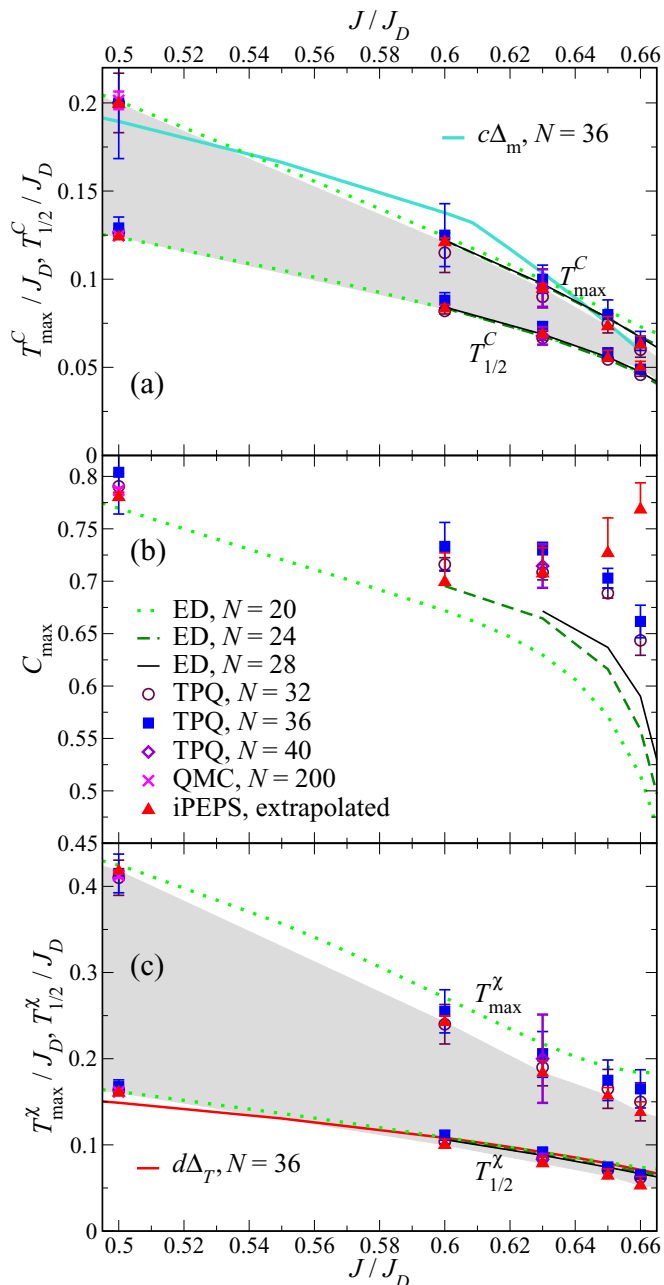 J / J_D
0.5 0.52 0.54 0.56 0.58 0.6 0.62 0.64 0.66
0.2
0.15
0.1
0.05
0
T^C_max / J_D, T^C_1/2 / J_D
cΔ_m, N = 36
T^C_max
T^C_1/2
(a)
0.8
0.75
0.7
0.65
0.6
0.55
0.5
C_max
(b)
ED, N = 20
ED, N = 24
ED, N = 28
TPQ, N = 32
TPQ, N = 36
TPQ, N = 40
QMC, N = 200
iPEPS, extrapolated
0.45
0.4
0.3
0.2
0.1
0
T^χ_max / J_D, T^χ_1/2 / J_D
(c)
T^χ_max
T^χ_1/2
dΔ_T, N = 36
0.5 0.52 0.54 0.56 0.58 0.6 0.62 0.64 0.66
J / J_D